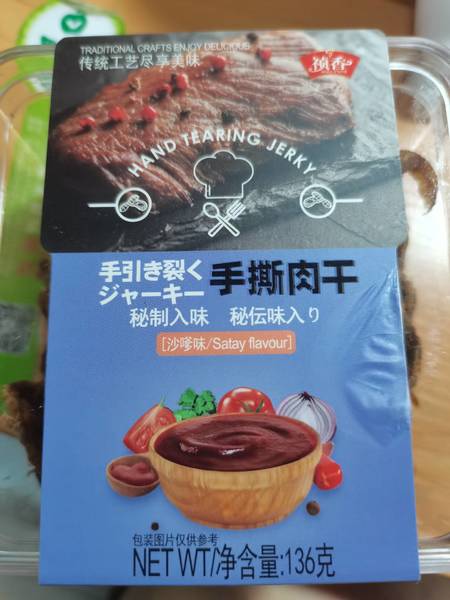 TRADITIONAL CRAFTS ENJOY DELICIOUS
传统工艺尽享美味
HAND TEARING JERKY
手引き裂く
ジャーキー
手撕肉干
秘制入味 秘伝味入り
[沙嗲味/Satay flavour]
包装图片仅供参考
NET WT/净含量:136克